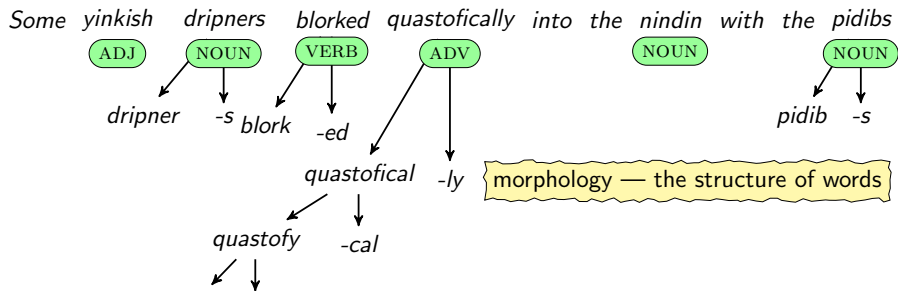 Some yinkish dripners blorked quastofically into the nindin with the pidibs
ADJ NOUN VERB ADV NOUN NOUN
dripner -s blork -ed pidib -s
quastofical -ly morphology — the structure of words
quastofy -cal